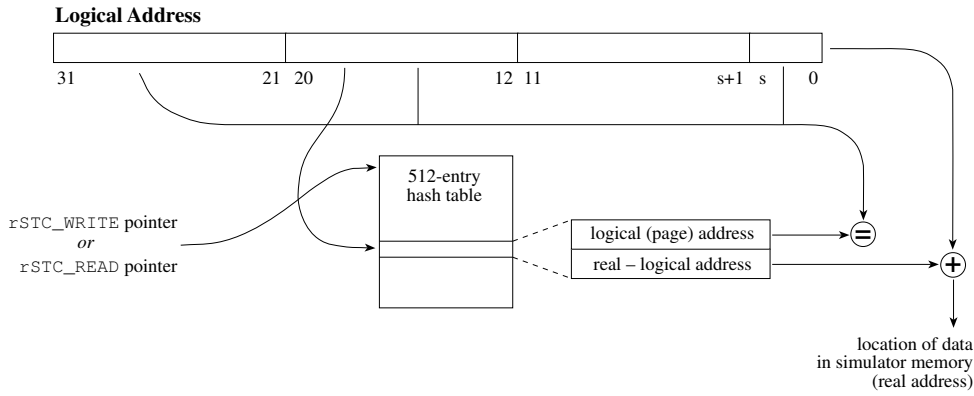 Logical Address
31 21 20 12 11 s+1 s 0
512-entry
hash table
rSTC_WRITE pointer
or
rSTC_READ pointer
logical (page) address
=
real – logical address
+
location of data
in simulator memory
(real address)